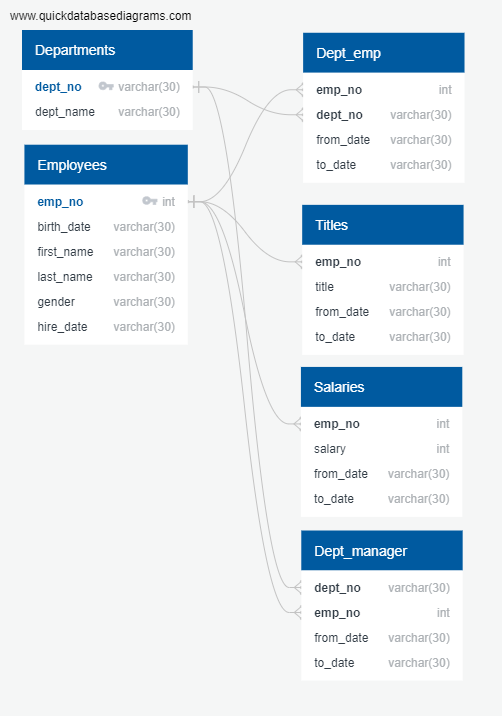 www.quickdatabasediagrams.com
Departments
dept_no varchar(30)
dept_name varchar(30)
Employees
emp_no int
birth_date varchar(30)
first_name varchar(30)
last_name varchar(30)
gender varchar(30)
hire_date varchar(30)
Dept_emp
emp_no int
dept_no varchar(30)
from_date varchar(30)
to_date varchar(30)
Titles
emp_no int
title varchar(30)
from_date varchar(30)
to_date varchar(30)
Salaries
emp_no int
salary int
from_date varchar(30)
to_date varchar(30)
Dept_manager
dept_no varchar(30)
emp_no int
from_date varchar(30)
to_date varchar(30)